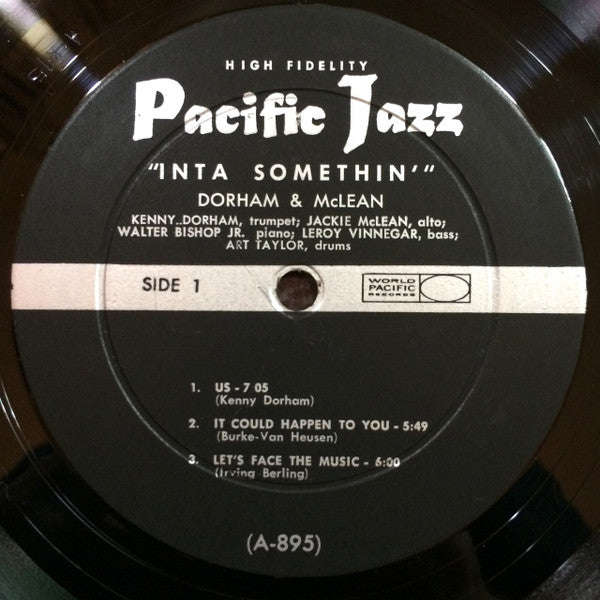 HIGH FIDELITY
Pacific Jazz
"INTA SOMETHIN'"
DORHAM & McLEAN
KENNY..DORHAM, trumpet; JACKIE McLEAN, alto;
WALTER BISHOP JR. piano; LEROY VINNEGAR, bass;
ART TAYLOR, drums
SIDE 1
WORLD
PACIFIC
RECORDS
1. US - 7 05
(Kenny Dorham)
2. IT COULD HAPPEN TO YOU - 5:49
(Burke-Van Heusen)
3. LET'S FACE THE MUSIC - 6:00
(Irving Berling)
(A-895)